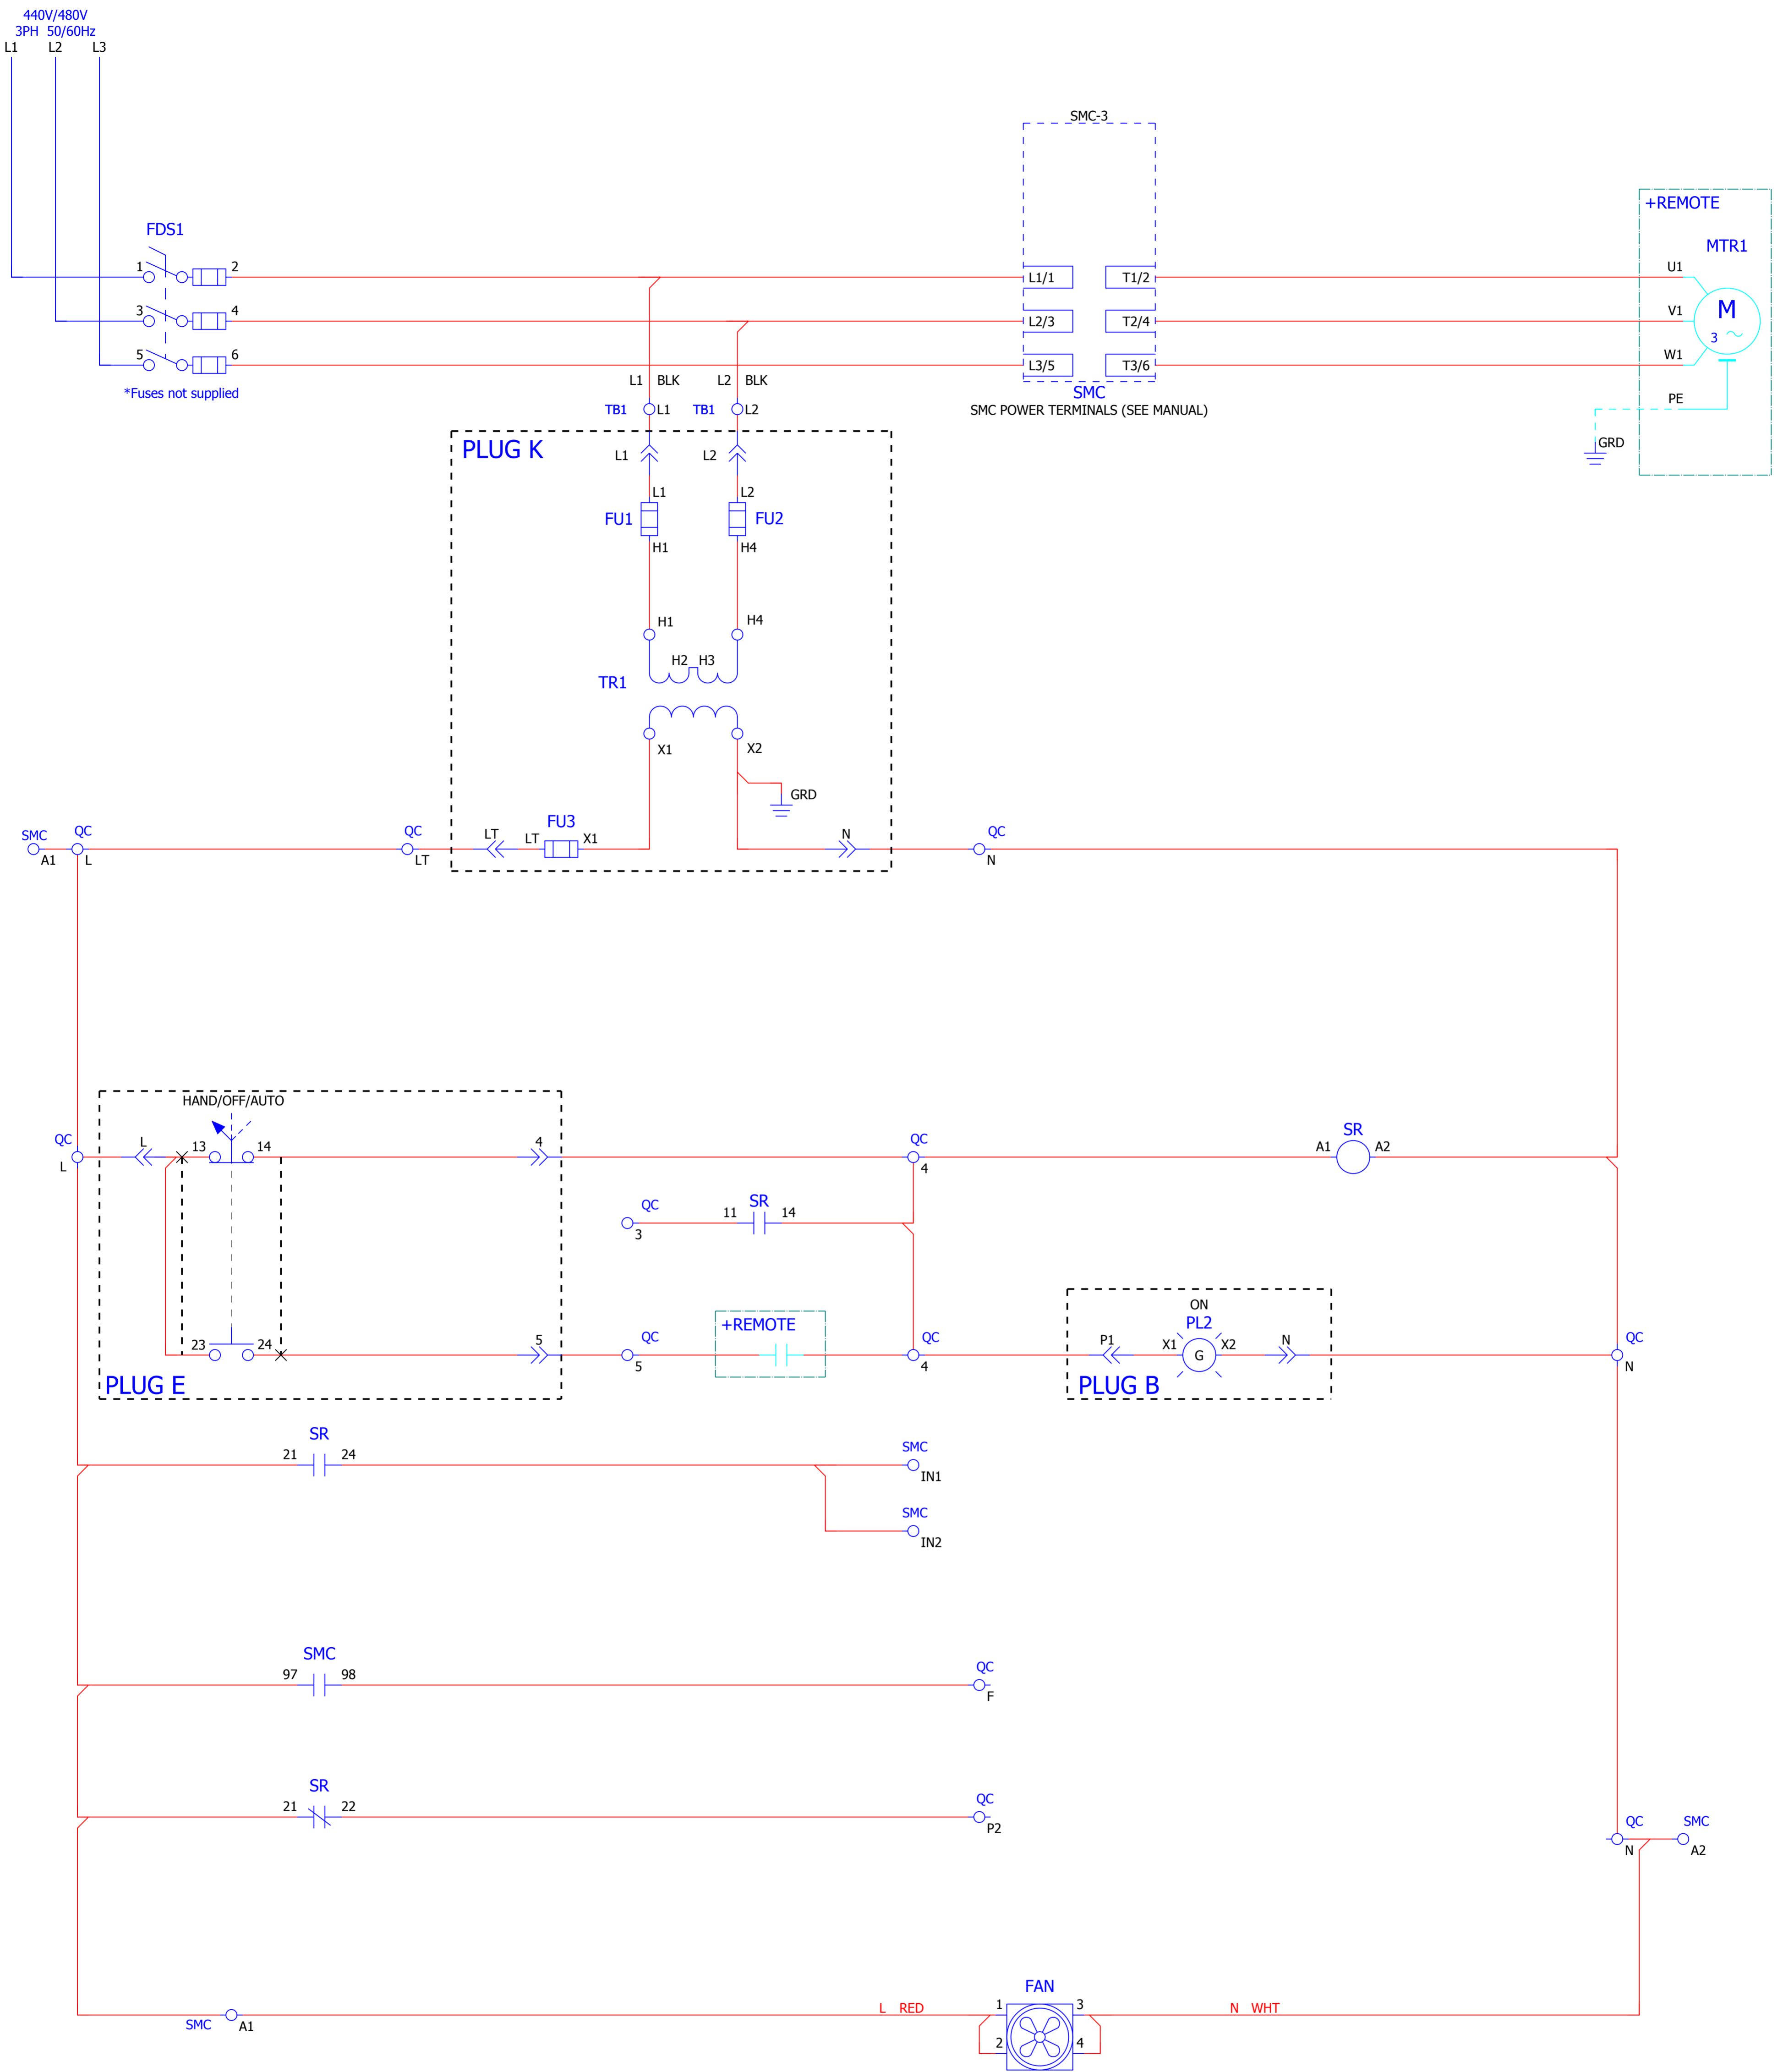 440V/480V
3PH 50/60Hz
L1 L2 L3
SMC-3
+REMOTE
FDS1
MTR1
1 2 L1/1 T1/2 U1
3 4 L2/3 T2/4 V1
M
3
5 6 L3/5 T3/6 W1
*Fuses not supplied
L1 BLK L2 BLK
SMC
PE
TB1 L1 TB1 L2
SMC POWER TERMINALS (SEE MANUAL)
GRD
PLUG K
L1 L2
L1 L2
FU1 FU2
H1 H4
H1 H4
H2 H3
TR1
X1 X2
GRD
SMC QC QC LT LT FU3 X1 N QC
A1 L LT N
HAND/OFF/AUTO
QC L 13 14 4 QC A1 SR A2
L 4
QC 11 SR 14
3
ON
+REMOTE
PL2
23 24 5 QC QC P1 X1 G X2 N QC
5 4 N
PLUG E
PLUG B
SR
21 24 SMC
IN1
SMC
IN2
SMC
97 98 QC
F
SR
21 22 QC
P2
QC SMC
N A2
FAN
L RED 1 3 N WHT
SMC A1
2 4